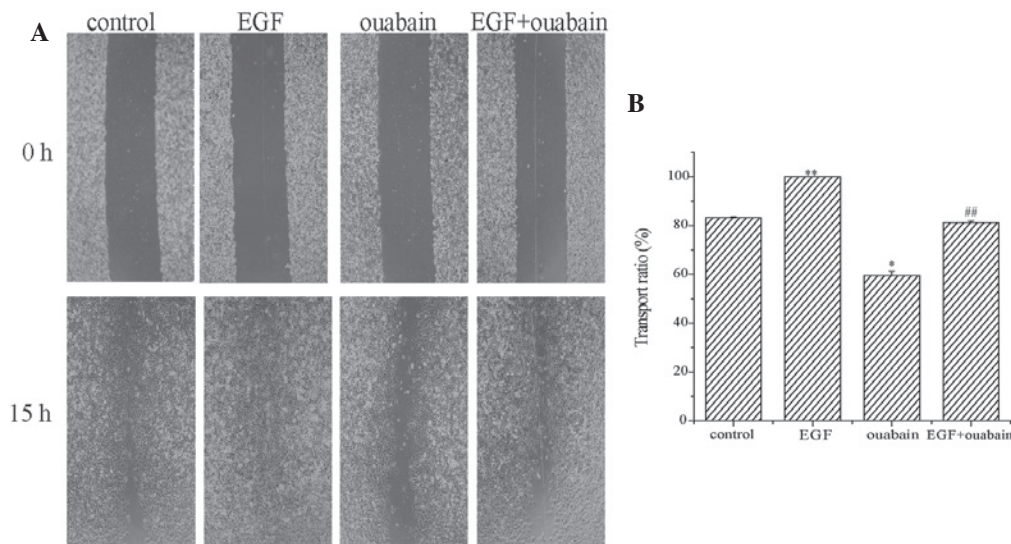 A
control EGF ouabain EGF+ouabain
0 h
15 h
B
Transport ratio (%)
100
80
60
40
20
0
**
*
##
control EGF ouabain EGF+ouabain